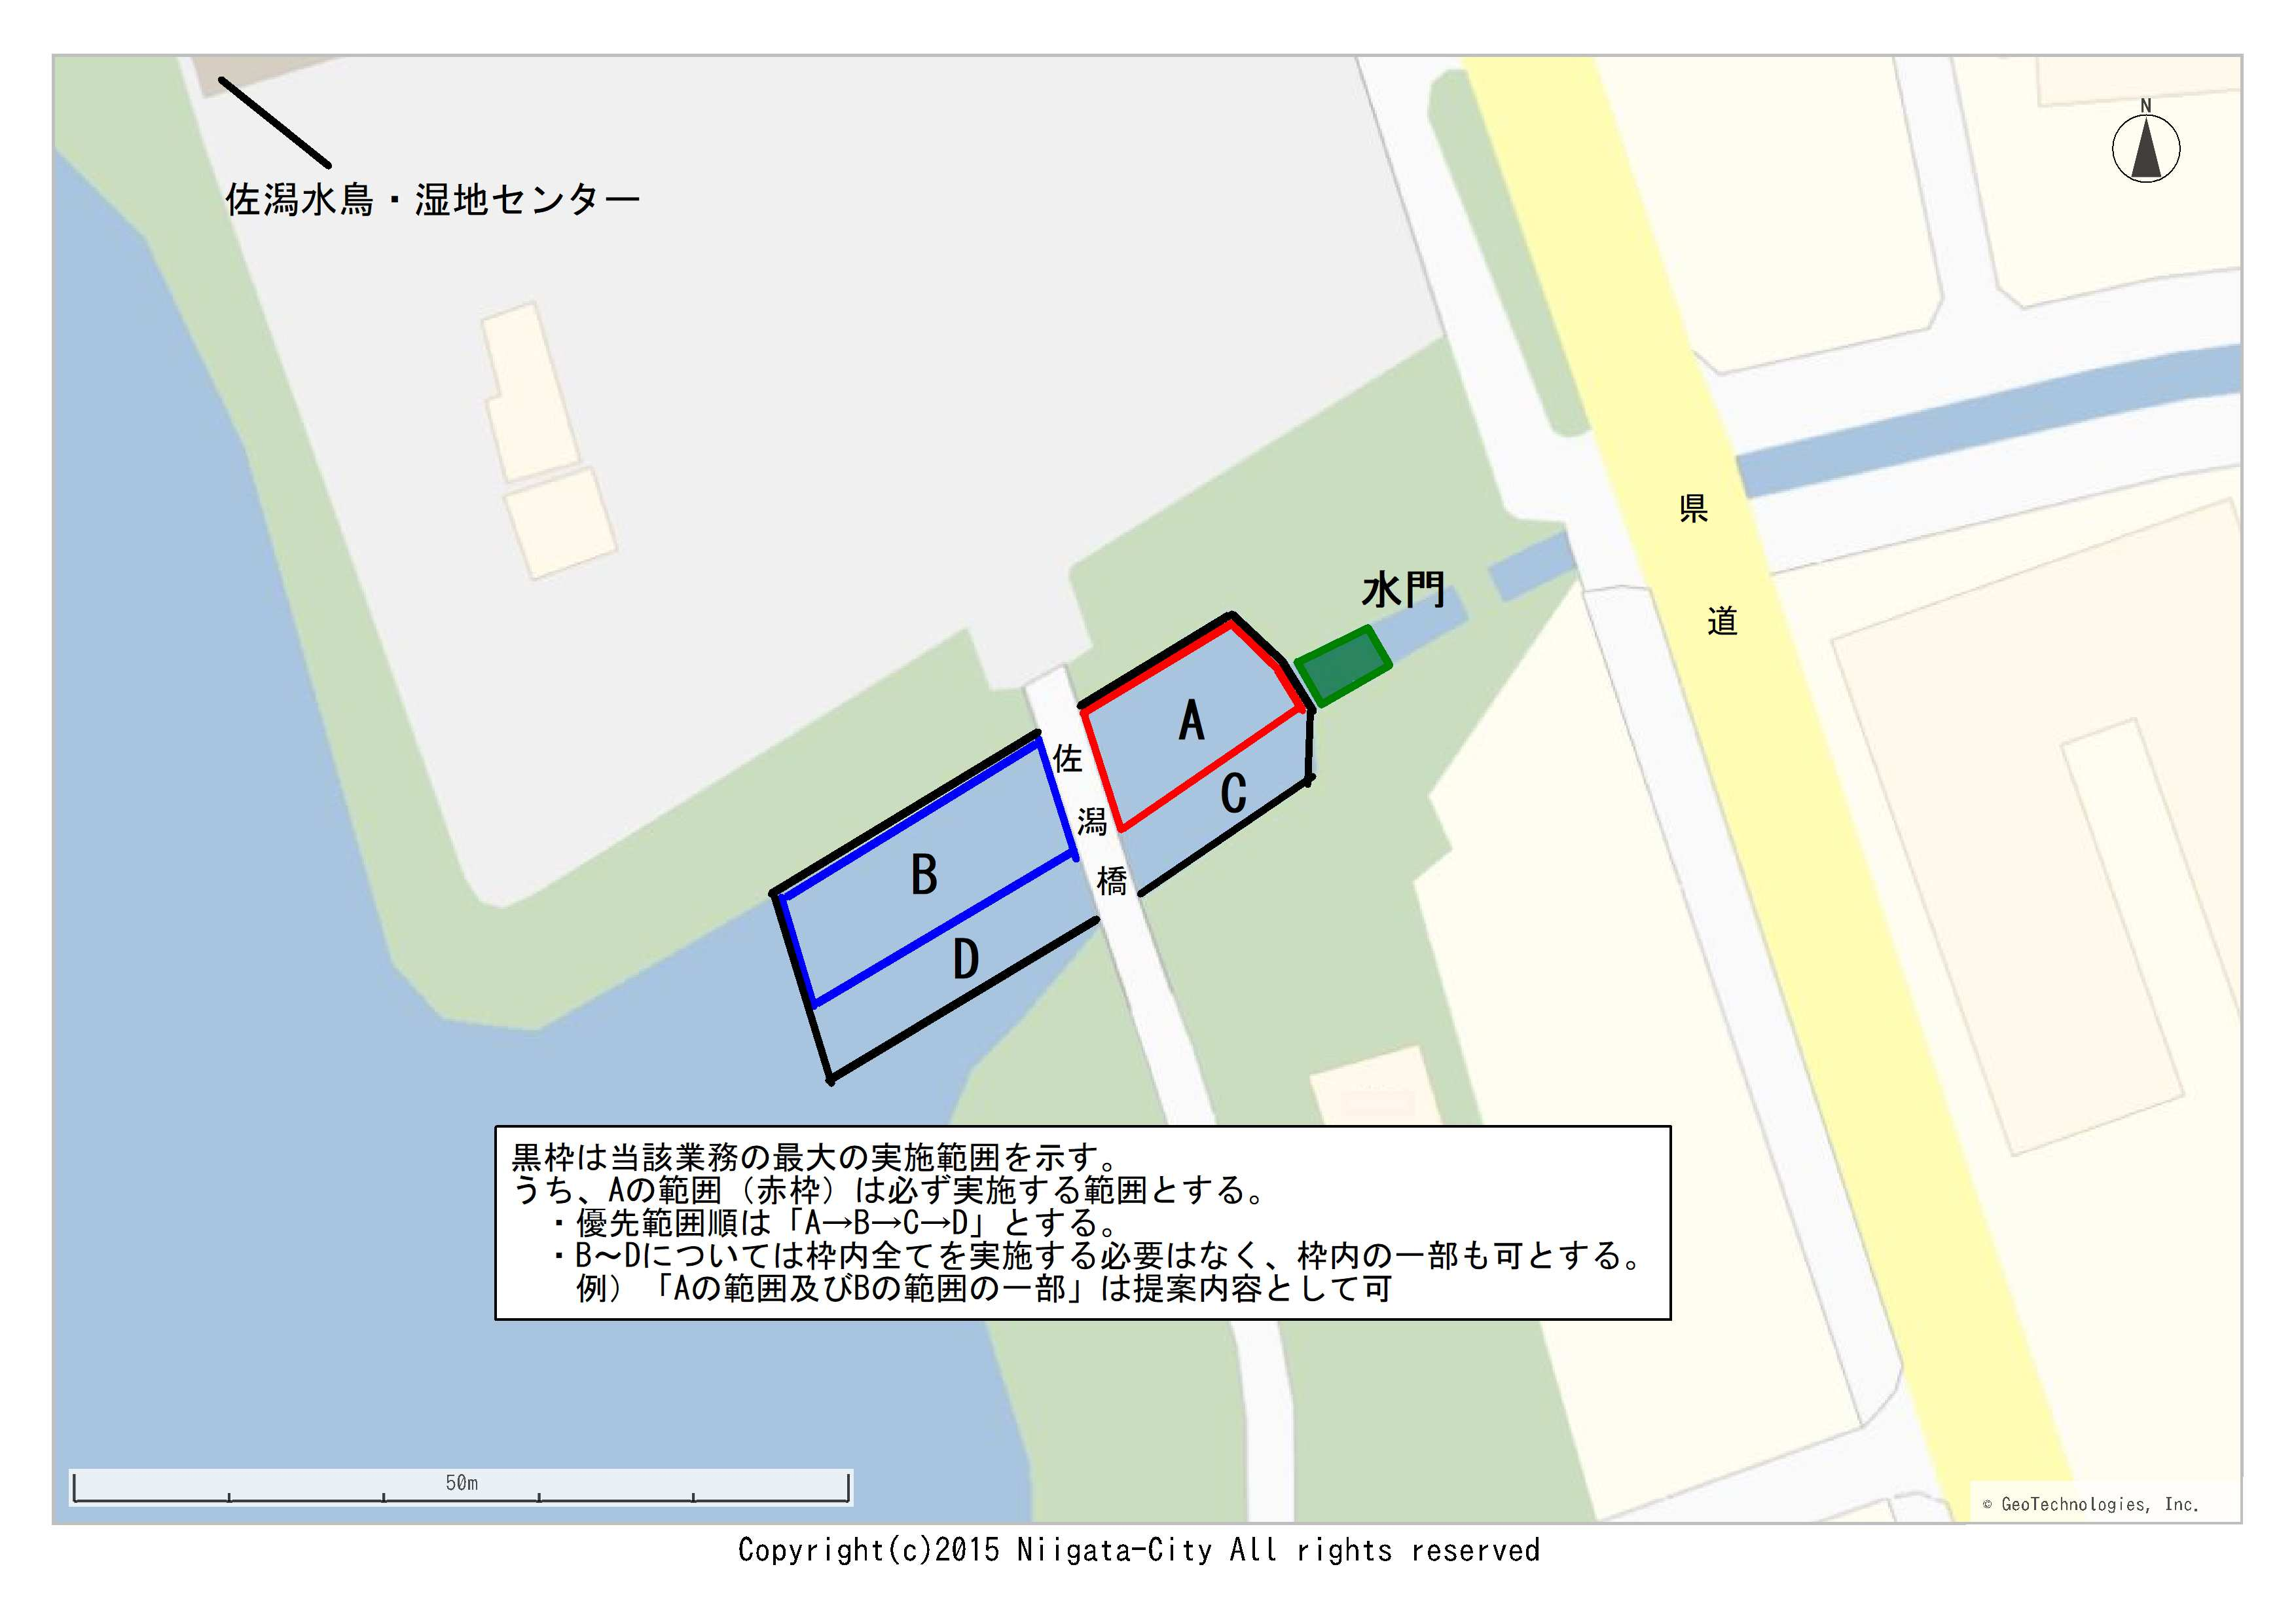 N
佐潟水鳥・湿地センター
県
道
水門
A
佐
潟
橋
C
B
D
黒枠は当該業務の最大の実施範囲を示す。
うち、Aの範囲（赤枠）は必ず実施する範囲とする。
・優先範囲順は「A→B→C→D」とする。
・B～Dについては枠内全てを実施する必要はなく、枠内の一部も可とする。
例）「Aの範囲及びBの範囲の一部」は提案内容として可
50m
© GeoTechnologies, Inc.
Copyright(c)2015 Niigata-City All rights reserved